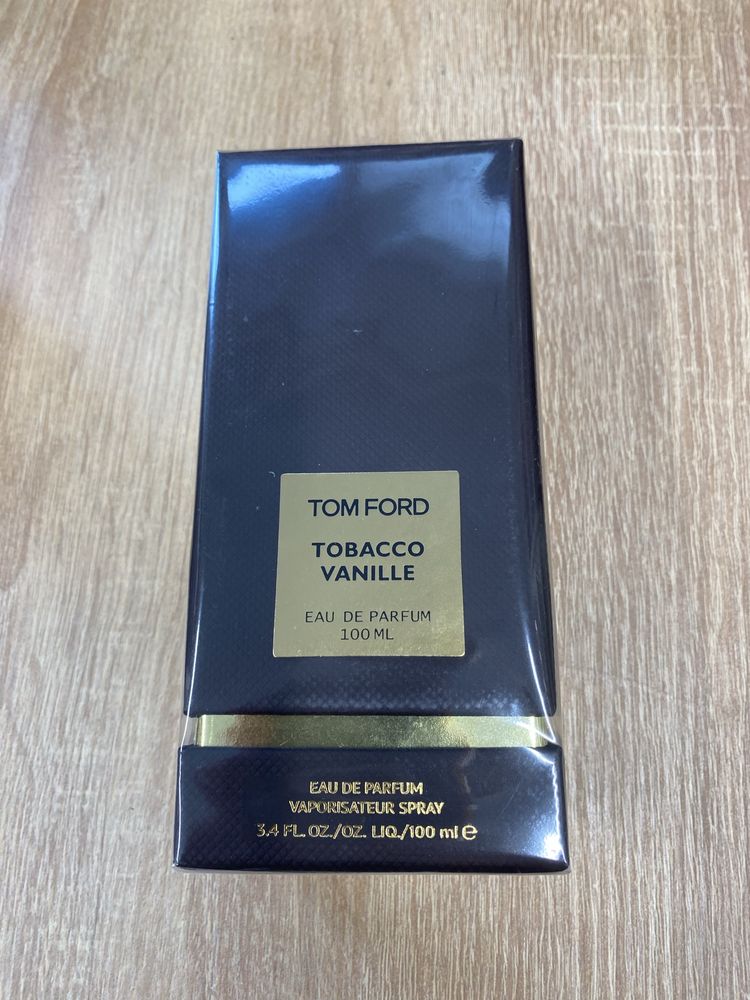 TOM FORD
TOBACCO
VANILLE
EAU DE PARFUM
100 ML
EAU DE PARFUM
VAPORISATEUR SPRAY
3.4 FL. OZ./OZ. LIQ./100 ml e